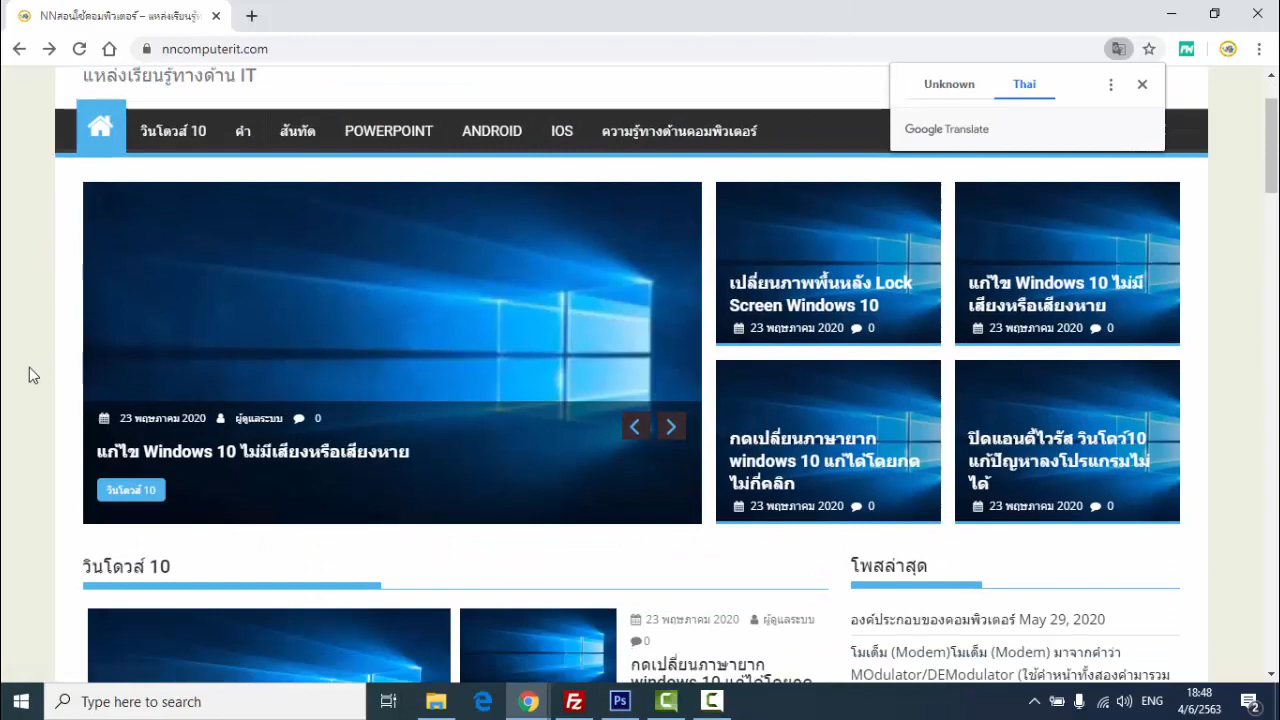 NNสอนใช้คอมพิวเตอร์ – แหล่งเรียนรู้
nncomputerit.com
แหล่งเรียนรู้ทางด้าน IT
Unknown
Thai
Google Translate
วินโดวส์ 10
คำ
สันทัด
POWERPOINT
ANDROID
IOS
ความรู้ทางด้านคอมพิวเตอร์
23 พฤษภาคม 2020 ผู้ดูแลระบบ 0
แก้ไข Windows 10 ไม่มีเสียงหรือเสียงหาย
วินโดวส์ 10
เปลี่ยนภาพพื้นหลัง Lock
Screen Windows 10
23 พฤษภาคม 2020 0
แก้ไข Windows 10 ไม่มี
เสียงหรือเสียงหาย
23 พฤษภาคม 2020 0
กดเปลี่ยนภาษายาก
windows 10 แก้ได้โดยกด
ไม่กี่คลิก
23 พฤษภาคม 2020 0
ปิดแอนตี้ไวรัส วินโดว์10
แก้ปัญหาลงโปรแกรมไม่
ได้
23 พฤษภาคม 2020 0
วินโดวส์ 10
23 พฤษภาคม 2020 ผู้ดูแลระบบ
0
กดเปลี่ยนภาษายาก
windows 10 แก้ได้โดยกด
โพสล่าสุด
องค์ประกอบของคอมพิวเตอร์ May 29, 2020
โมเด็ม (Modem)โมเด็ม (Modem) มาจากคำว่า
MOdulator/DEModulator (ใช้คำหน้าทั้งสองคำมารวม
Type here to search
ENG
18:48
4/6/2563
2